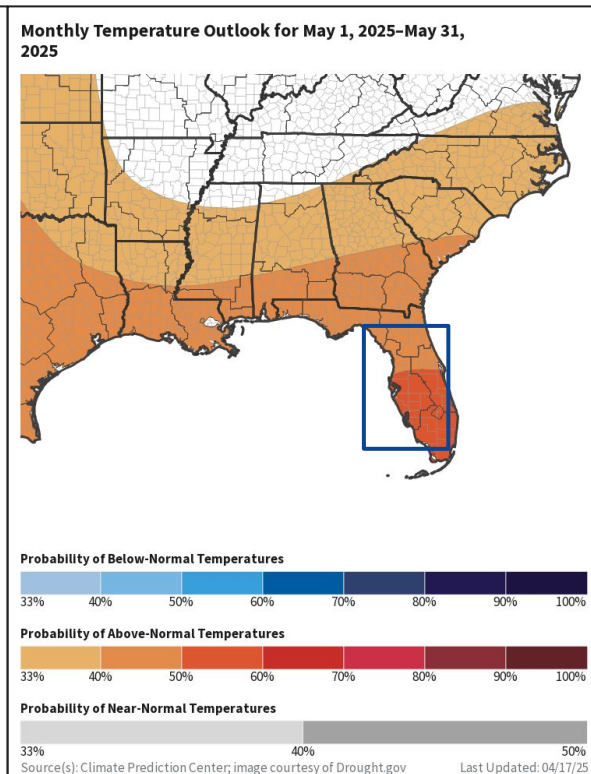 Monthly Temperature Outlook for May 1, 2025–May 31,
2025
Probability of Below-Normal Temperatures
33% 40% 50% 60% 70% 80% 90% 100%
Probability of Above-Normal Temperatures
33% 40% 50% 60% 70% 80% 90% 100%
Probability of Near-Normal Temperatures
33% 40% 50%
Source(s): Climate Prediction Center; image courtesy of Drought.gov Last Updated: 04/17/25